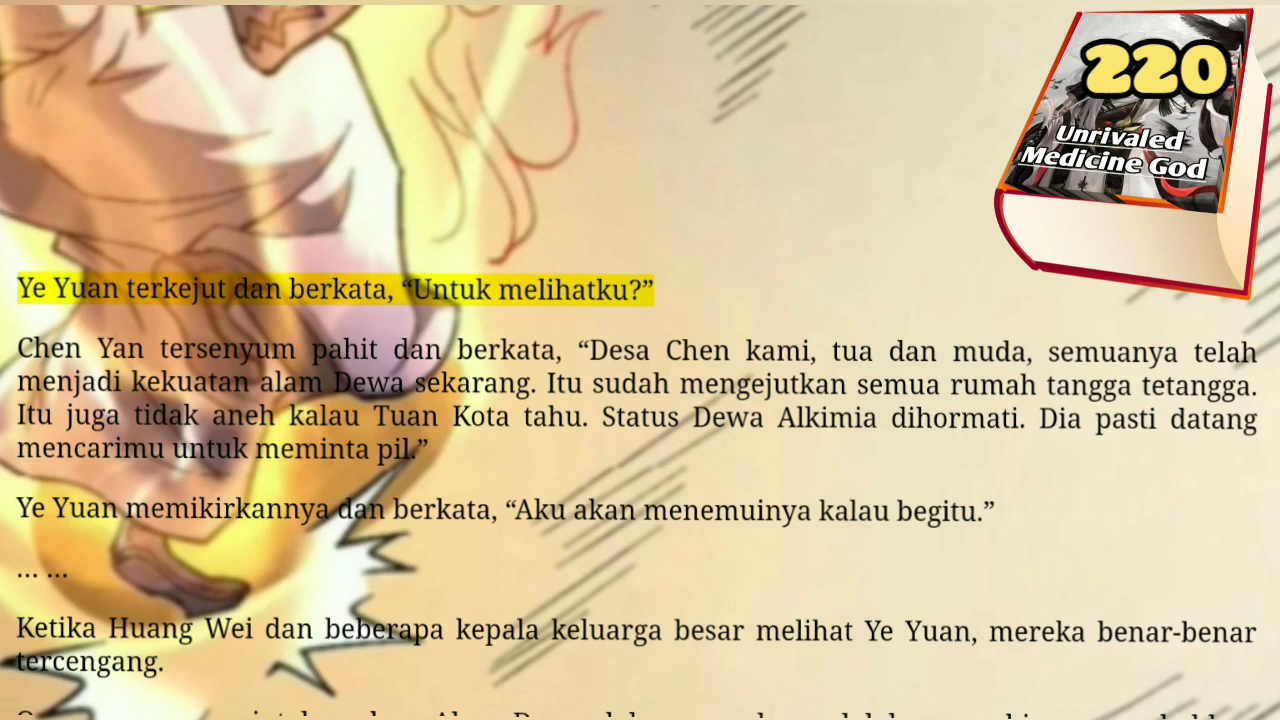 220
Unrivaled
Medicine God
Ye Yuan terkejut dan berkata, “Untuk melihatku?”
Chen Yan tersenyum pahit dan berkata, “Desa Chen kami, tua dan muda, semuanya telah
menjadi kekuatan alam Dewa sekarang. Itu sudah mengejutkan semua rumah tangga tetangga.
Itu juga tidak aneh kalau Tuan Kota tahu. Status Dewa Alkimia dihormati. Dia pasti datang
mencarimu untuk meminta pil.”
Ye Yuan memikirkannya dan berkata, “Aku akan menemuinya kalau begitu.”
... ...
Ketika Huang Wei dan beberapa kepala keluarga besar melihat Ye Yuan, mereka benar-benar
tercengang.